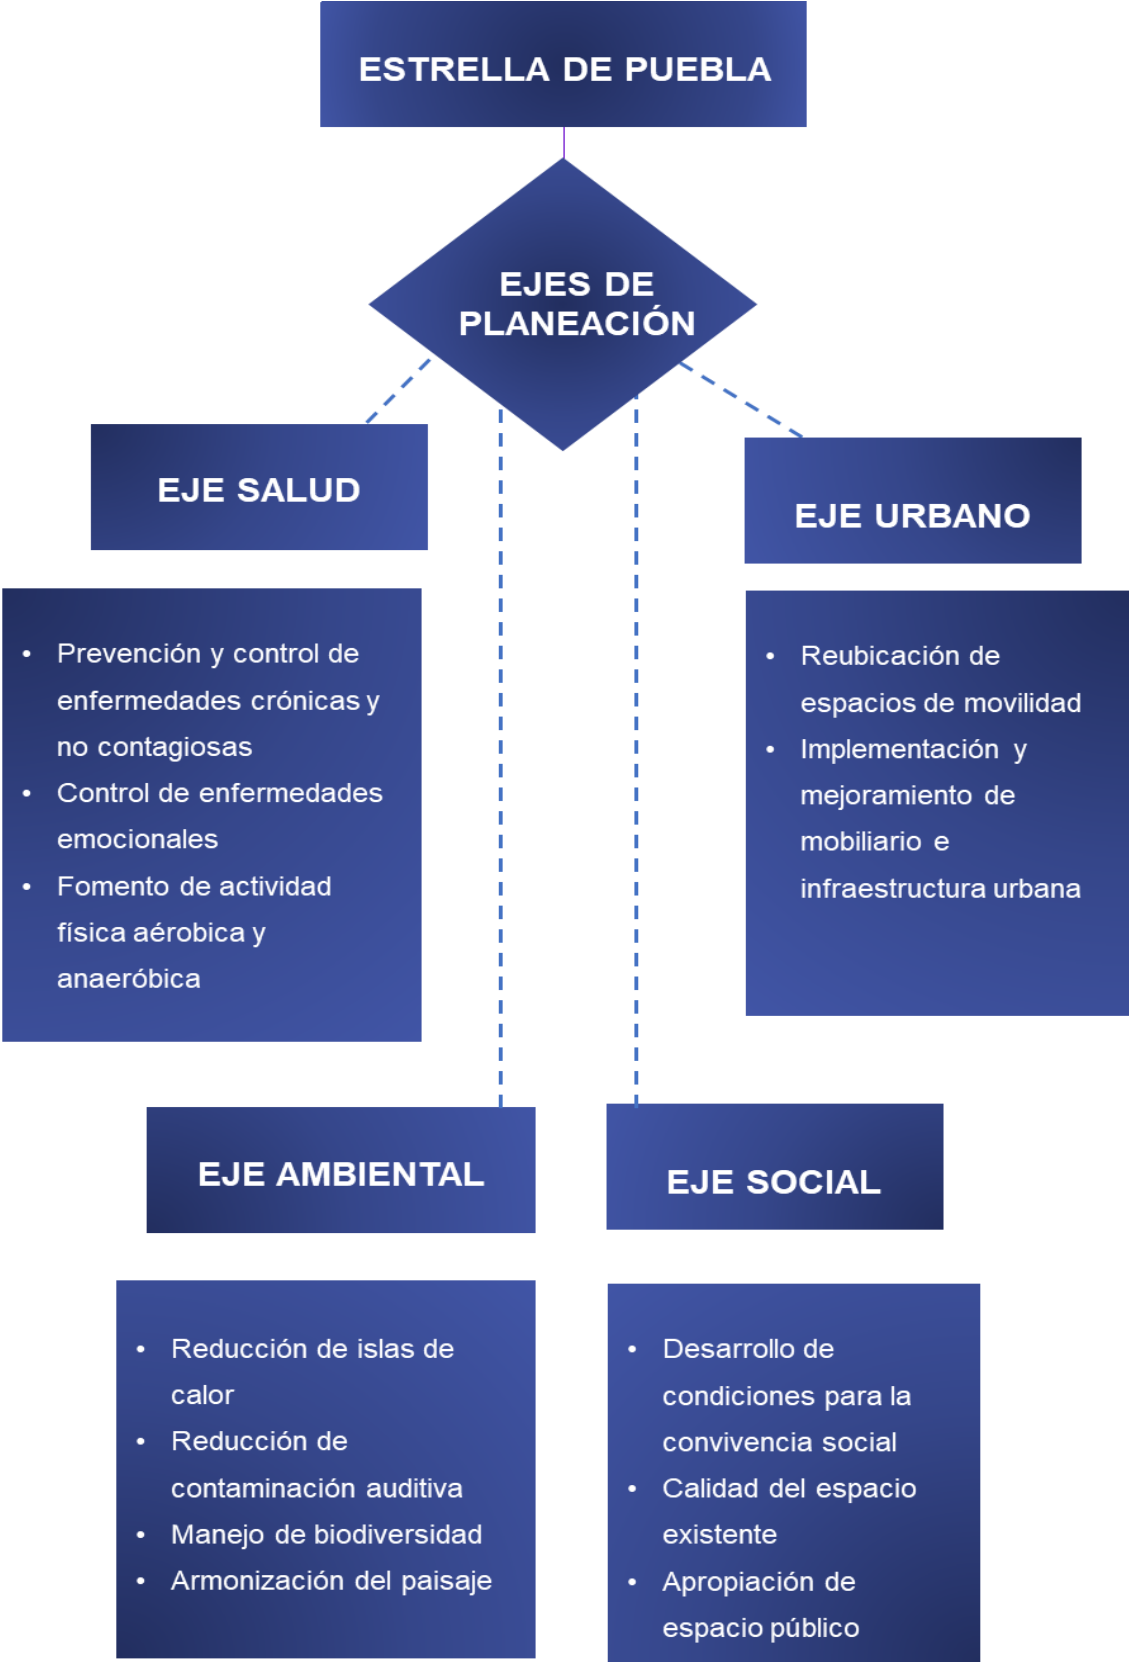 ESTRELLA DE PUEBLA
EJES DE
PLANEACIÓN
EJE SALUD
• Prevención y control de
enfermedades crónicas y
no contagiosas
• Control de enfermedades
emocionales
• Fomento de actividad
física aérobica y
anaeróbica
EJE URBANO
• Reubicación de
espacios de movilidad
• Implementación y
mejoramiento de
mobiliario e
infraestructura urbana
EJE AMBIENTAL
• Reducción de islas de
calor
• Reducción de
contaminación auditiva
• Manejo de biodiversidad
• Armonización del paisaje
EJE SOCIAL
• Desarrollo de
condiciones para la
convivencia social
• Calidad del espacio
existente
• Apropiación de
espacio público